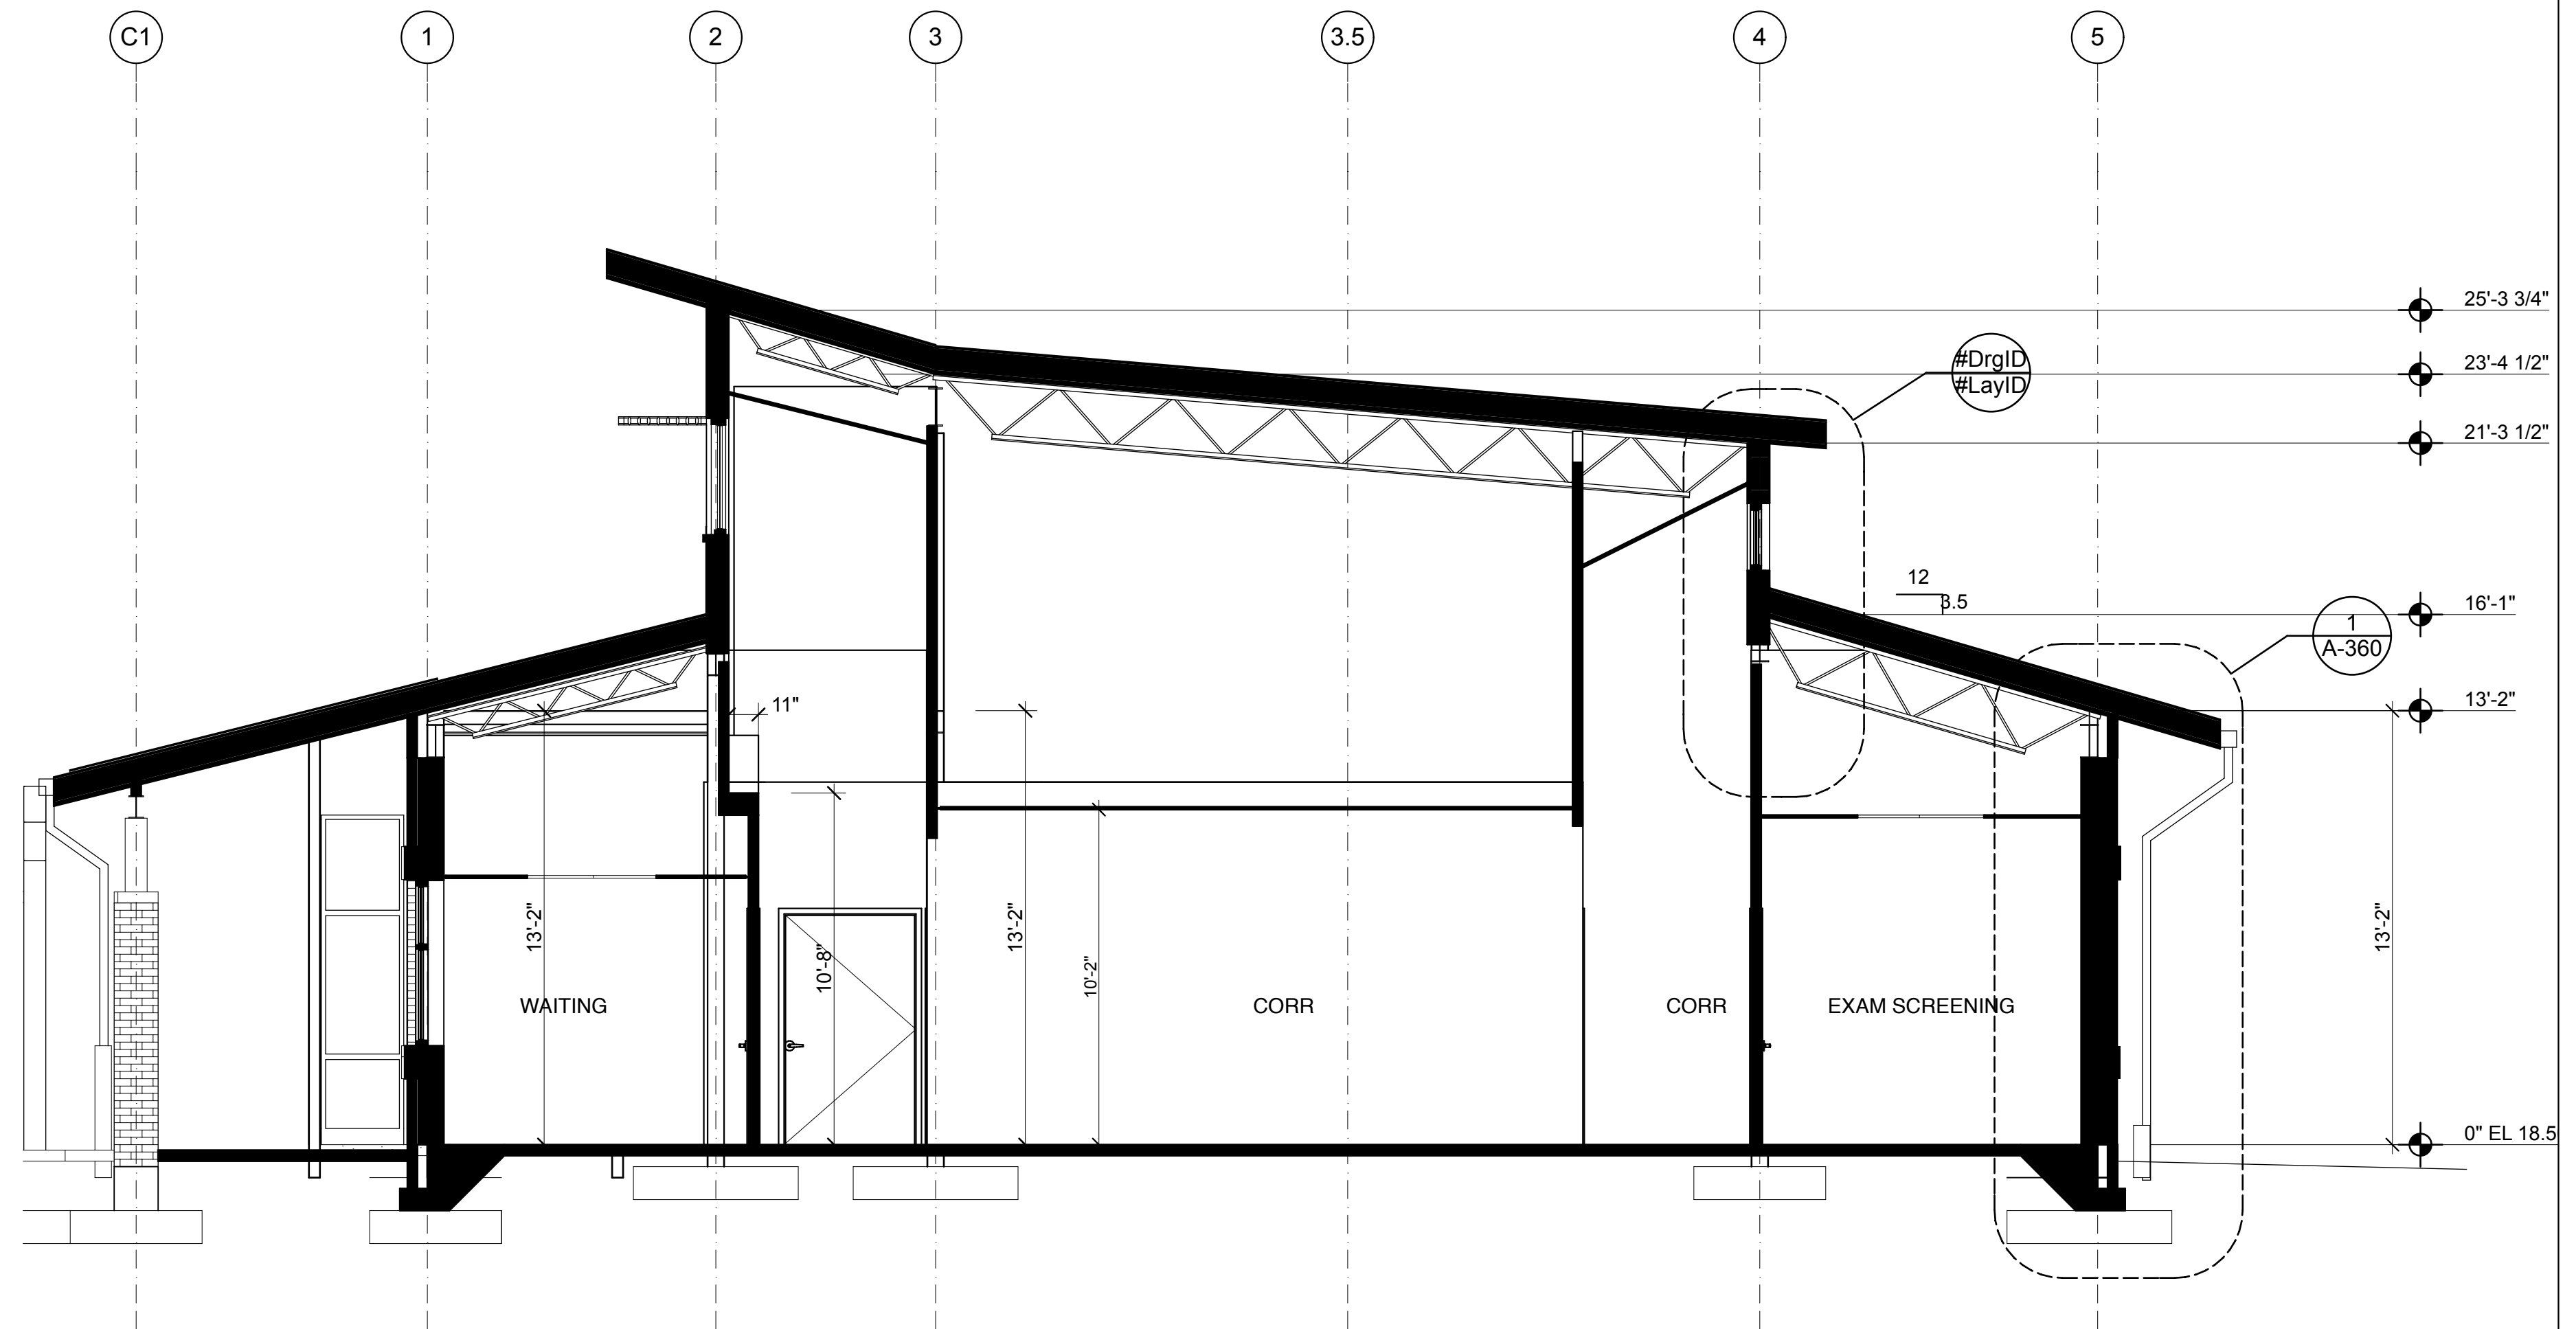 C1
1
2
3
3.5
4
5
25'-3 3/4"
23'-4 1/2"
#DrgID
#LayID
21'-3 1/2"
12
3.5
16'-1"
1
A-360
13'-2"
11"
13'-2"
10'-8"
13'-2"
10'-2"
13'-2"
WAITING
CORR
CORR
EXAM SCREENING
0" EL 18.5